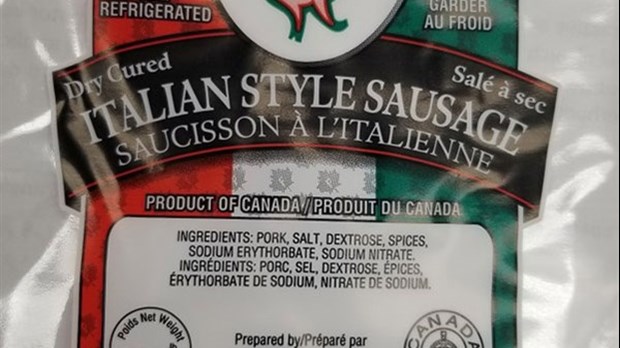 REFRIGERATED
GARDER
AU FROID
Dry Cured
Salé à sec
ITALIAN STYLE SAUSAGE
SAUCISSON À L'ITALIENNE
PRODUCT OF CANADA/PRODUIT DU CANADA
INGREDIENTS: PORK, SALT, DEXTROSE, SPICES,
SODIUM ERYTHORBATE, SODIUM NITRATE.
INGRÉDIENTS: PORC, SEL, DEXTROSE, ÉPICES,
ÉRYTHORBATE DE SODIUM, NITRATE DE SODIUM.
Poids Net Weight
Prepared by/Préparé par
CANADA